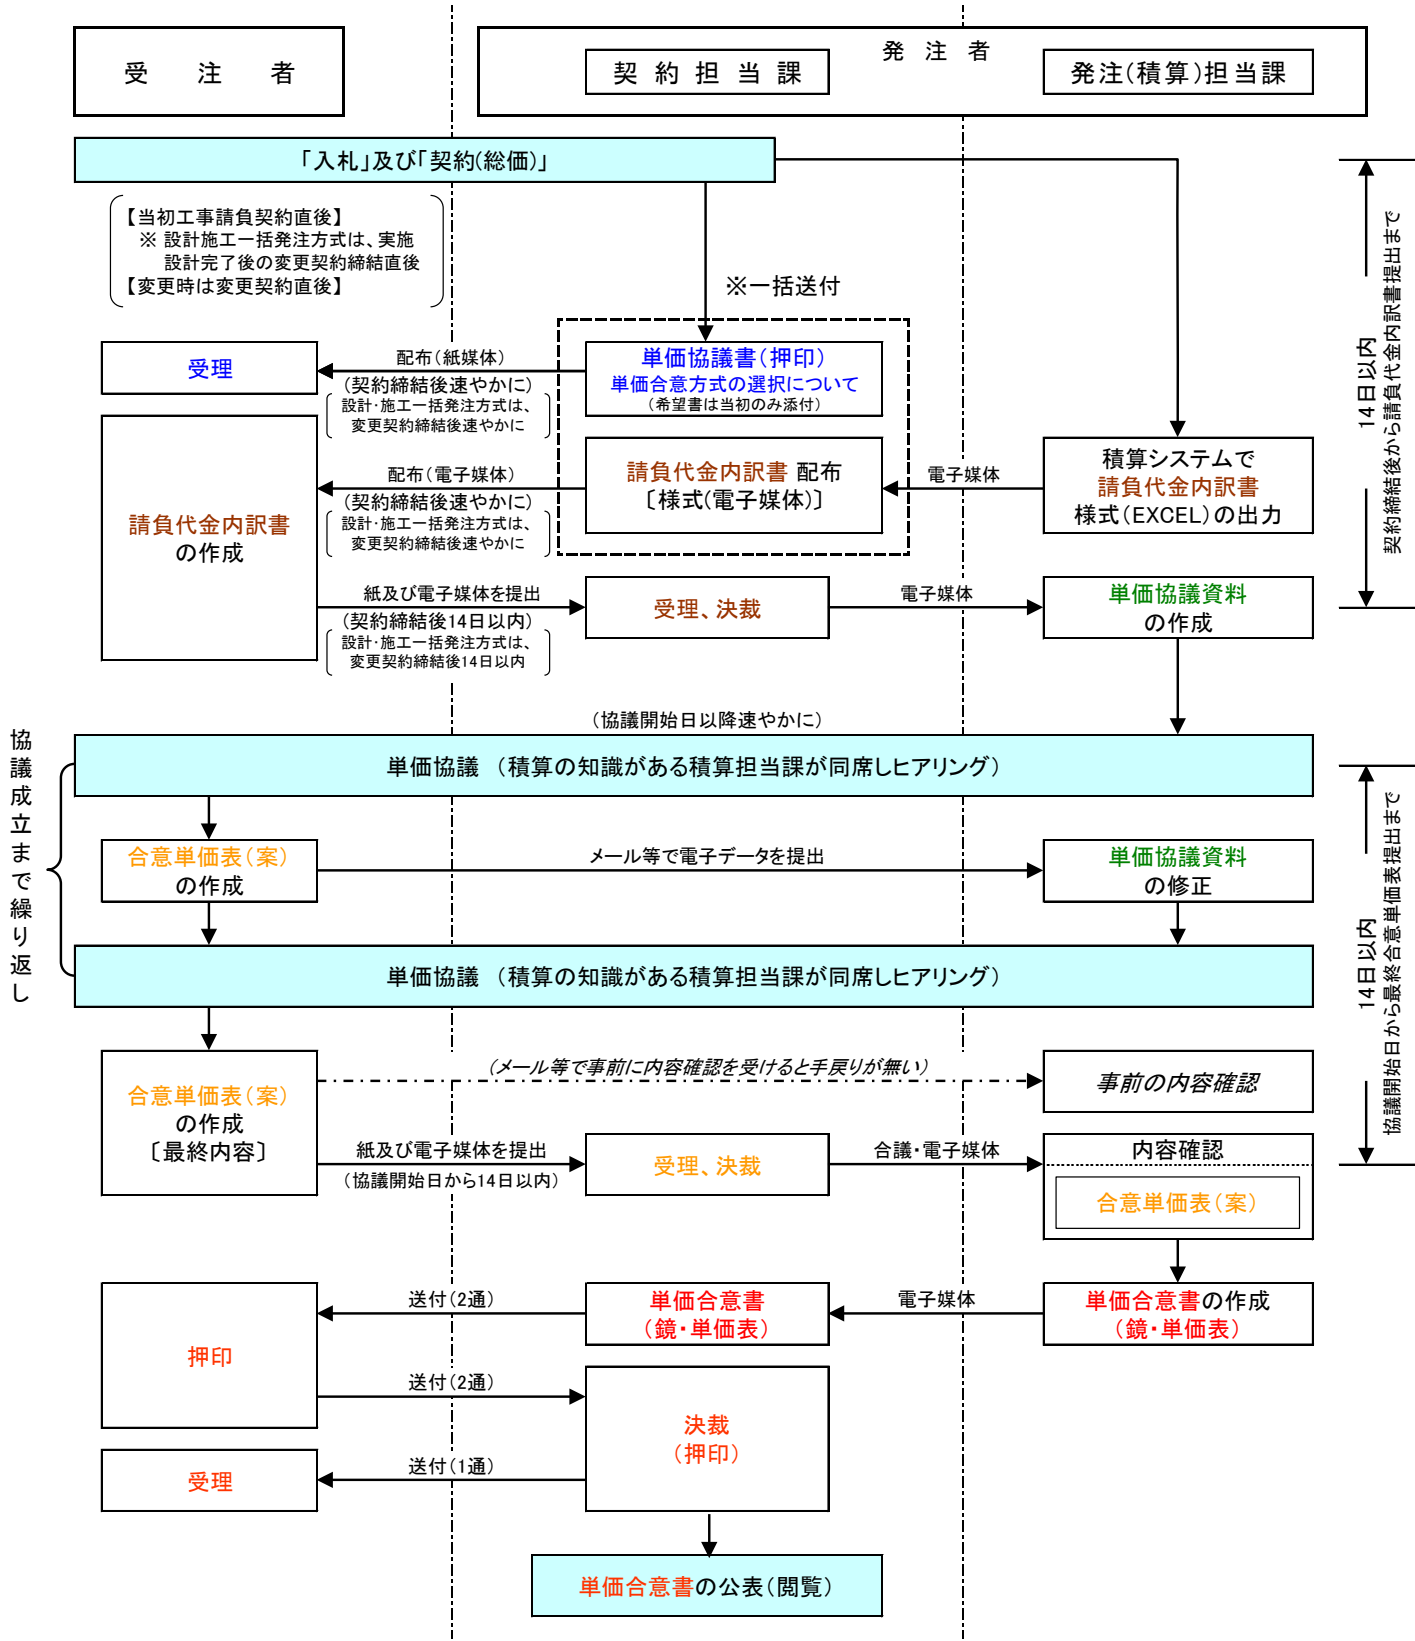 受 注 者
発 注 者
契 約 担 当 課
発注(積算)担当課
「入札」及び「契約(総価)」
【当初工事請負契約直後】
※ 設計施工一括発注方式は、実施
設計完了後の変更契約締結直後
【変更時は変更契約直後】
※一括送付
14日以内
契約締結後から請負代金内訳書提出まで
受理
配布(紙媒体)
(契約締結後速やかに)
設計・施工一括発注方式は、
変更契約締結後速やかに
単価協議書(押印)
単価合意方式の選択について
(希望書は当初のみ添付)
請負代金内訳書
の作成
配布(電子媒体)
(契約締結後速やかに)
設計・施工一括発注方式は、
変更契約締結後速やかに
請負代金内訳書 配布
〔様式(電子媒体)〕
電子媒体
積算システムで
請負代金内訳書
様式(EXCEL)の出力
紙及び電子媒体を提出
(契約締結後14日以内)
設計・施工一括発注方式は、
変更契約締結後14日以内
受理、決裁
電子媒体
単価協議資料
の作成
(協議開始日以降速やかに)
単価協議 (積算の知識がある積算担当課が同席しヒアリング)
協議成立まで繰り返し
合意単価表(案)
の作成
メール等で電子データを提出
単価協議資料
の修正
14日以内
協議開始日から最終合意単価表提出まで
単価協議 (積算の知識がある積算担当課が同席しヒアリング)
合意単価表(案)
の作成
〔最終内容〕
(メール等で事前に内容確認を受けると手戻りが無い)
事前の内容確認
紙及び電子媒体を提出
(協議開始日から14日以内)
受理、決裁
合議・電子媒体
内容確認
合意単価表(案)
押印
送付(2通)
単価合意書
(鏡・単価表)
電子媒体
単価合意書の作成
(鏡・単価表)
送付(2通)
決裁
(押印)
受理
送付(1通)
単価合意書の公表(閲覧)